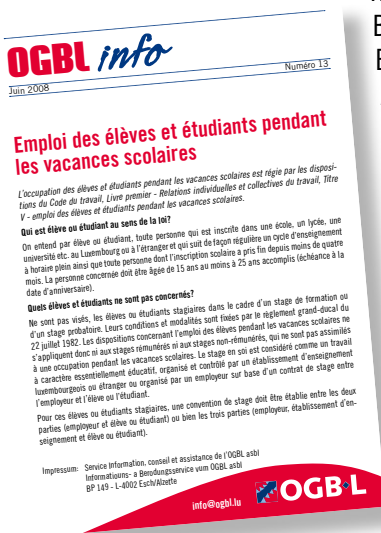 OGBL info
Juin 2008
Numéro 13
Emploi des élèves et étudiants pendant
les vacances scolaires
L'occupation des élèves et étudiants pendant les vacances scolaires est régie par les disposi-
tions du Code du travail, Livre premier – Relations individuelles et collectives du travail, Titre
V – emploi des élèves et étudiants pendant les vacances scolaires.
Qui est élève ou étudiant au sens de la loi?
On entend par élève ou étudiant, toute personne qui est inscrite dans une école, un lycée, une
université etc. au Luxembourg ou à l'étranger et qui suit de façon régulière un cycle d'enseignement
à horaire plein ainsi que toute personne dont l'inscription scolaire a pris fin depuis moins de quatre
mois. La personne concernée doit être âgée de 15 ans au moins à 25 ans accomplis (échéance à la
date d'anniversaire).
Quels élèves et étudiants ne sont pas concernés?
Ne sont pas visés, les élèves ou étudiants stagiaires dans le cadre d'un stage de formation ou
d'un stage probatoire. Leurs conditions et modalités sont fixées par le règlement grand-ducal du
22 juillet 1982. Les dispositions concernant l'emploi des élèves pendant les vacances scolaires ne
s'appliquent donc ni aux stages rémunérés ni aux stages non-rémunérés, qui ne sont pas assimilés
à une occupation pendant les vacances scolaires. Le stage en soi est considéré comme un travail
à caractère essentiellement éducatif, organisé et contrôlé par un établissement d'enseignement
luxembourgeois ou étranger ou organisé par un employeur sur base d'un contrat de stage entre
l'employeur et l'élève ou l'étudiant.
Pour ces élèves ou étudiants stagiaires, une convention de stage doit être établie entre les deux
parties (employeur et élève ou étudiant) ou bien les trois parties (employeur, établissement d'en-
seignement et élève ou étudiant).
Impressum: Service Information, conseil et assistance de l'OGBL asbl
Informatiouns- a Berodungsservice vum OGBL asbl
BP 149 - L-4002 Esch/Alzette
info@ogbl.lu
OGB·L